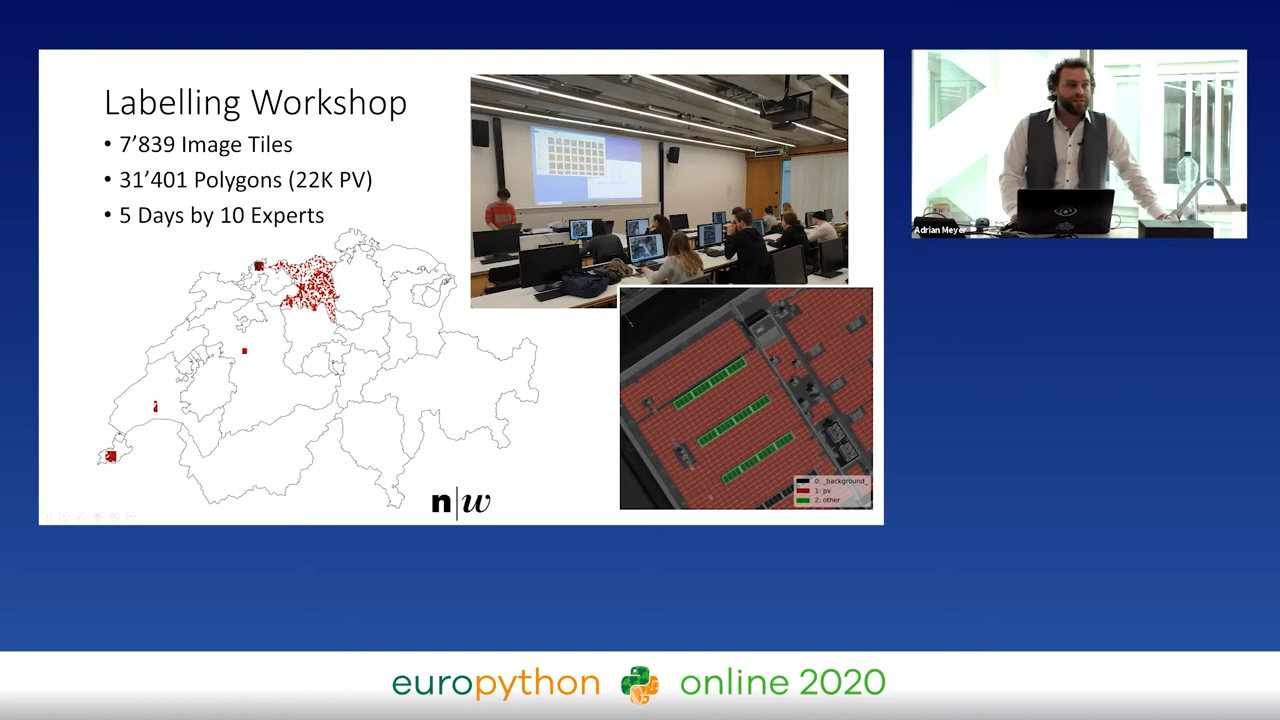 Labelling Workshop
• 7’839 Image Tiles
• 31’401 Polygons (22K PV)
• 5 Days by 10 Experts
n|w
0: _background_
1: pv
2: other
Adrian Meyer
europython online 2020